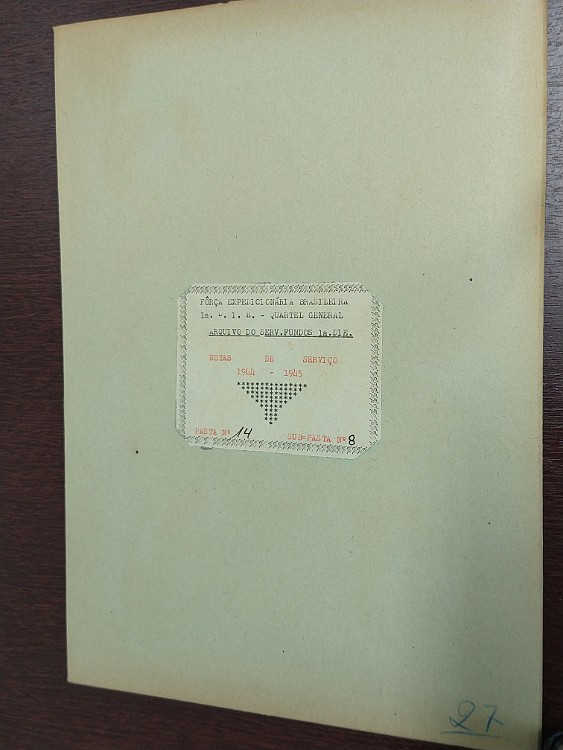 FÔRÇA EXPEDICIONÁRIA BRASILEIRA
1a. D. I. E. - QUARTEL GENERAL
ARQUIVO DO SERV.FUNDOS 1a.DIE.
NOTAS DE SERVIÇO
1944 - 1945
PASTA Nº 14 SUB=PASTA Nº 8
27